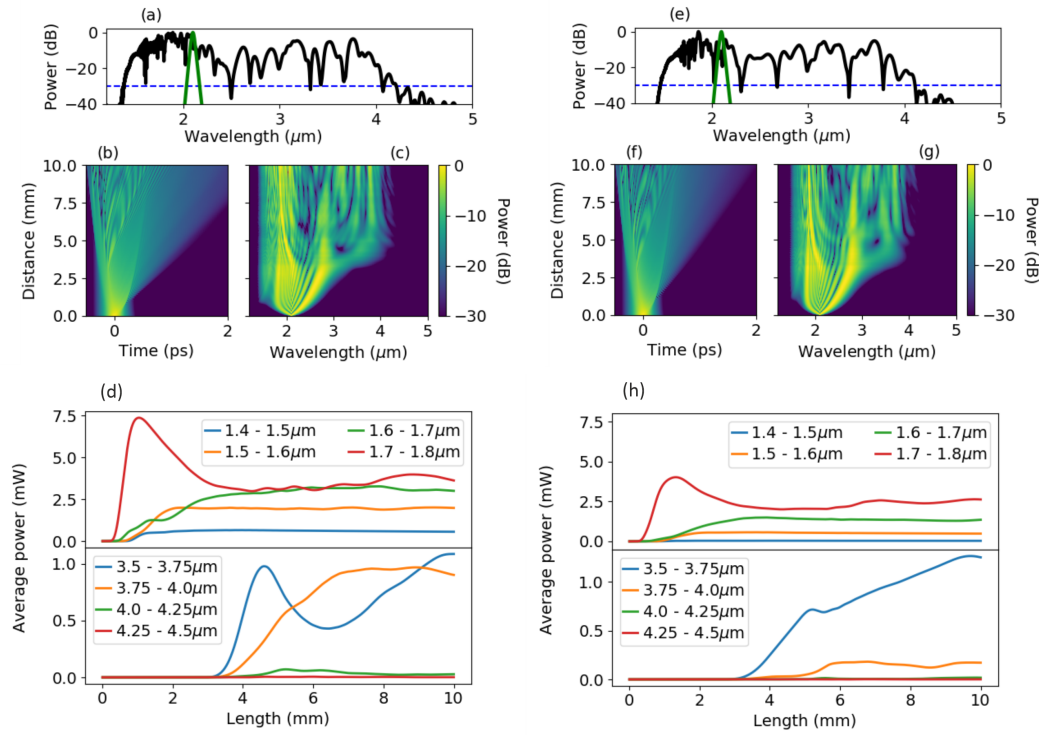 (a)
0
−20
−40
Power (dB)
2
3
4
5
Wavelength (μm)
(e)
0
−20
−40
Power (dB)
2
3
4
5
Wavelength (μm)
(b)
(c)
10.0
7.5
5.0
2.5
0.0
Distance (mm)
0
2
Time (ps)
2
3
4
5
Wavelength (μm)
0
−10
−20
−30
Power (dB)
(f)
(g)
10.0
7.5
5.0
2.5
0.0
Distance (mm)
0
2
Time (ps)
2
3
4
5
Wavelength (μm)
0
−10
−20
−30
Power (dB)
(d)
7.5
5.0
2.5
0.0
1.4 - 1.5μm
1.5 - 1.6μm
1.6 - 1.7μm
1.7 - 1.8μm
Average power (mW)
1.0
0.5
0.0
3.5 - 3.75μm
3.75 - 4.0μm
4.0 - 4.25μm
4.25 - 4.5μm
0
2
4
6
8
10
Length (mm)
(h)
7.5
5.0
2.5
0.0
1.4 - 1.5μm
1.5 - 1.6μm
1.6 - 1.7μm
1.7 - 1.8μm
Average power (mW)
1.0
0.5
0.0
3.5 - 3.75μm
3.75 - 4.0μm
4.0 - 4.25μm
4.25 - 4.5μm
0
2
4
6
8
10
Length (mm)